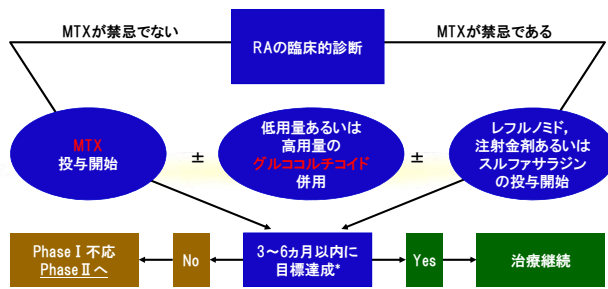 MTXが禁忌でない
RAの臨床的診断
MTXが禁忌である
MTX
投与開始
±
低用量あるいは
高用量の
グルココルチコイド
併用
±
レフルノミド，
注射金剤あるいは
スルファサラジン
の投与開始
Phase Ⅰ 不応
Phase Ⅱ へ
No
3～6ヵ月以内に
目標達成*
Yes
治療継続